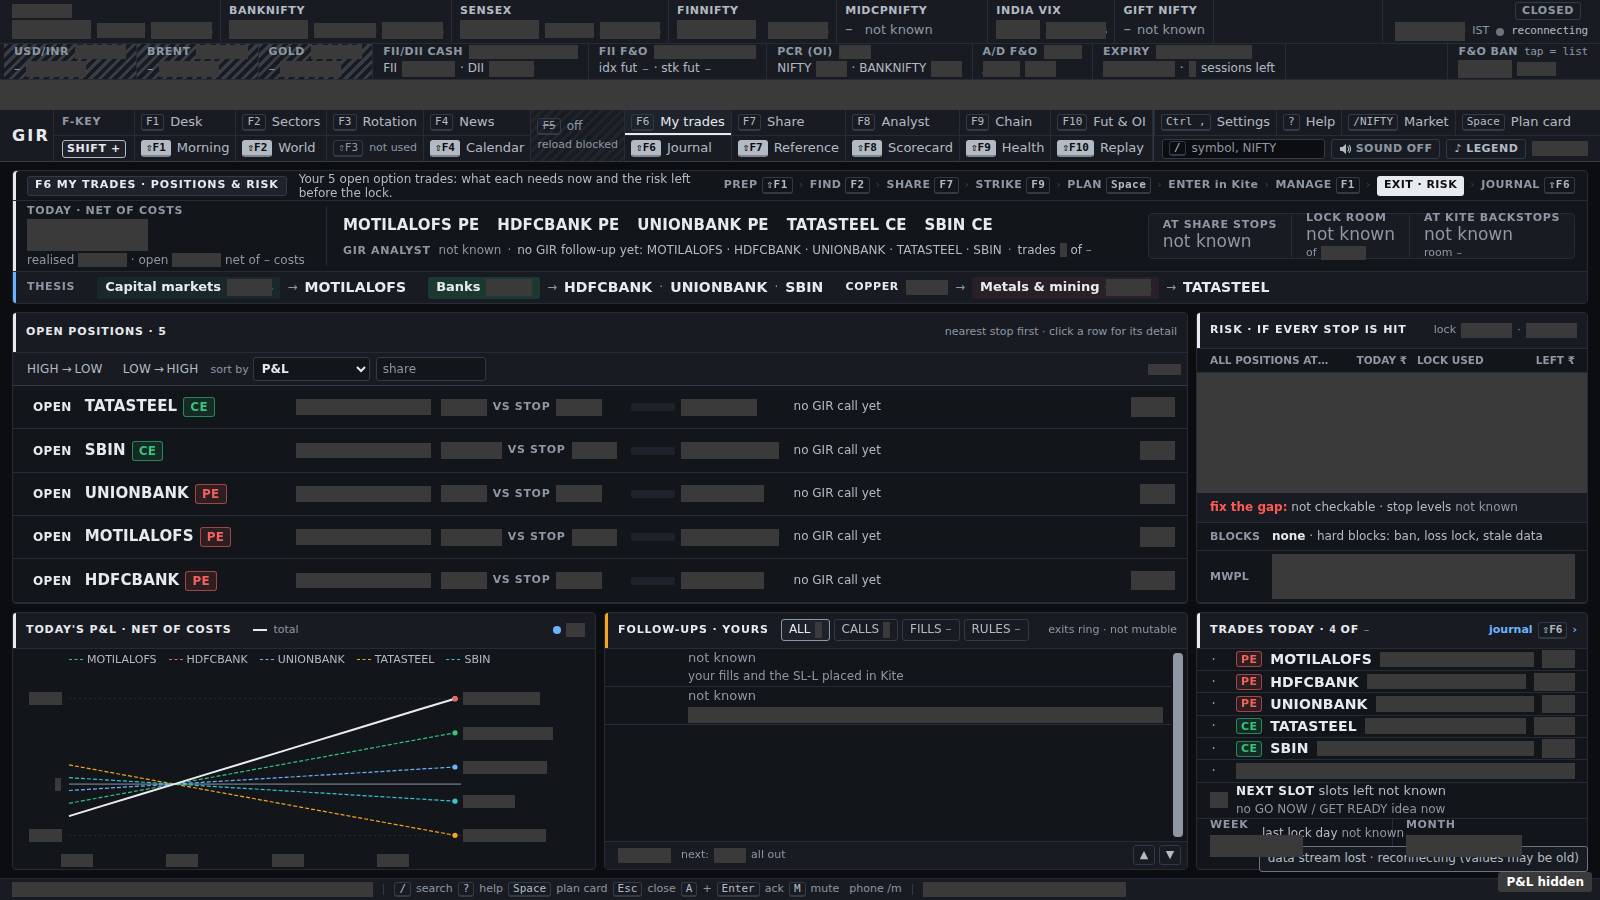 BANKNIFTY SENSEX FINNIFTY MIDCPNIFTY INDIA VIX GIFT NIFTY CLOSED
– not known – not known IST reconnecting
USD/INR BRENT GOLD FII/DII CASH FII F&O PCR (OI) A/D F&O EXPIRY F&O BAN tap = list
– – – FII · DII idx fut – · stk fut – NIFTY · BANKNIFTY · sessions left
GIR
F-KEY F1 Desk F2 Sectors F3 Rotation F4 News F5 off F6 My trades F7 Share F8 Analyst F9 Chain F10 Fut & OI Ctrl , Settings ? Help /NIFTY Market Space Plan card
SHIFT + ⇧F1 Morning ⇧F2 World ⇧F3 not used ⇧F4 Calendar reload blocked ⇧F6 Journal ⇧F7 Reference ⇧F8 Scorecard ⇧F9 Health ⇧F10 Replay / symbol, NIFTY SOUND OFF ♪ LEGEND
F6 MY TRADES · POSITIONS & RISK Your 5 open option trades: what each needs now and the risk left before the lock. PREP ⇧F1 › FIND F2 › SHARE F7 › STRIKE F9 › PLAN Space › ENTER in Kite › MANAGE F1 › EXIT · RISK › JOURNAL ⇧F6
TODAY · NET OF COSTS
realised · open net of – costs
MOTILALOFS PE HDFCBANK PE UNIONBANK PE TATASTEEL CE SBIN CE
GIR ANALYST not known · no GIR follow-up yet: MOTILALOFS · HDFCBANK · UNIONBANK · TATASTEEL · SBIN · trades of –
AT SHARE STOPS LOCK ROOM AT KITE BACKSTOPS
not known not known not known
of room –
THESIS Capital markets → MOTILALOFS Banks → HDFCBANK · UNIONBANK · SBIN COPPER → Metals & mining → TATASTEEL
OPEN POSITIONS · 5 nearest stop first · click a row for its detail
HIGH → LOW LOW → HIGH sort by P&L share
OPEN TATASTEEL CE VS STOP no GIR call yet
OPEN SBIN CE VS STOP no GIR call yet
OPEN UNIONBANK PE VS STOP no GIR call yet
OPEN MOTILALOFS PE VS STOP no GIR call yet
OPEN HDFCBANK PE VS STOP no GIR call yet
RISK · IF EVERY STOP IS HIT lock ·
ALL POSITIONS AT… TODAY ₹ LOCK USED LEFT ₹
fix the gap: not checkable · stop levels not known
BLOCKS none · hard blocks: ban, loss lock, stale data
MWPL
TODAY'S P&L · NET OF COSTS total
MOTILALOFS HDFCBANK UNIONBANK TATASTEEL SBIN
FOLLOW-UPS · YOURS ALL CALLS FILLS – RULES – exits ring · not mutable
not known
your fills and the SL-L placed in Kite
not known
next: all out ▲ ▼
TRADES TODAY · 4 OF – journal ⇧F6 ›
· PE MOTILALOFS
· PE HDFCBANK
· PE UNIONBANK
· CE TATASTEEL
· CE SBIN
·
NEXT SLOT slots left not known
no GO NOW / GET READY idea now
WEEK MONTH
last lock day not known
data stream lost · reconnecting (values may be old)
/ search ? help Space plan card Esc close A + Enter ack M mute phone /m
P&L hidden